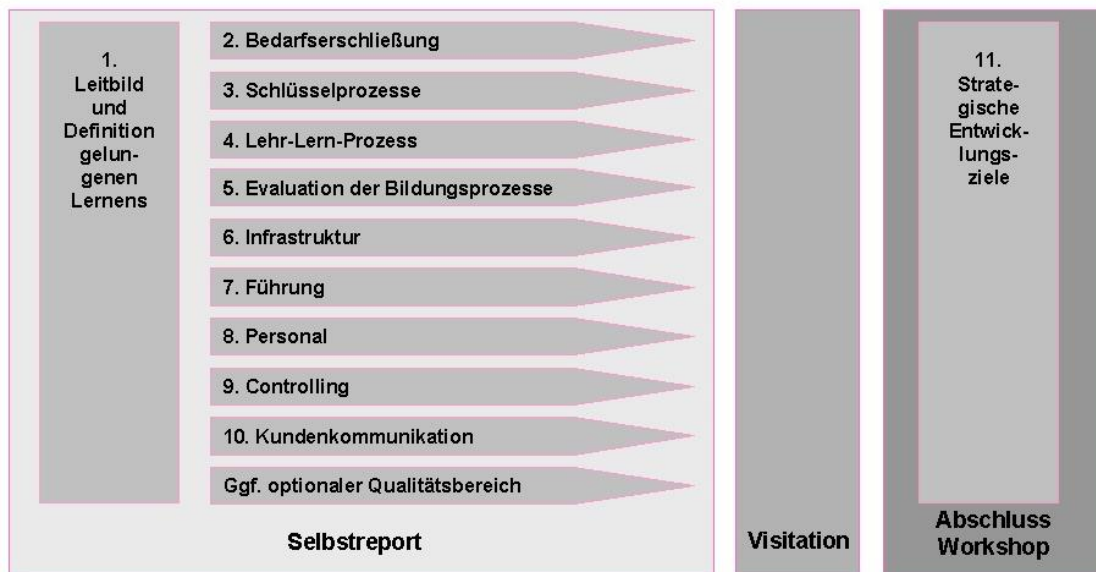 1.
Leitbild
und
Definition
gelun-
genen
Lernens
2. Bedarfserschließung
3. Schlüsselprozesse
4. Lehr-Lern-Prozess
5. Evaluation der Bildungsprozesse
6. Infrastruktur
7. Führung
8. Personal
9. Controlling
10. Kundenkommunikation
Ggf. optionaler Qualitätsbereich
Selbstreport
Visitation
11.
Strate-
gische
Entwick-
lungs-
ziele
Abschluss
Workshop